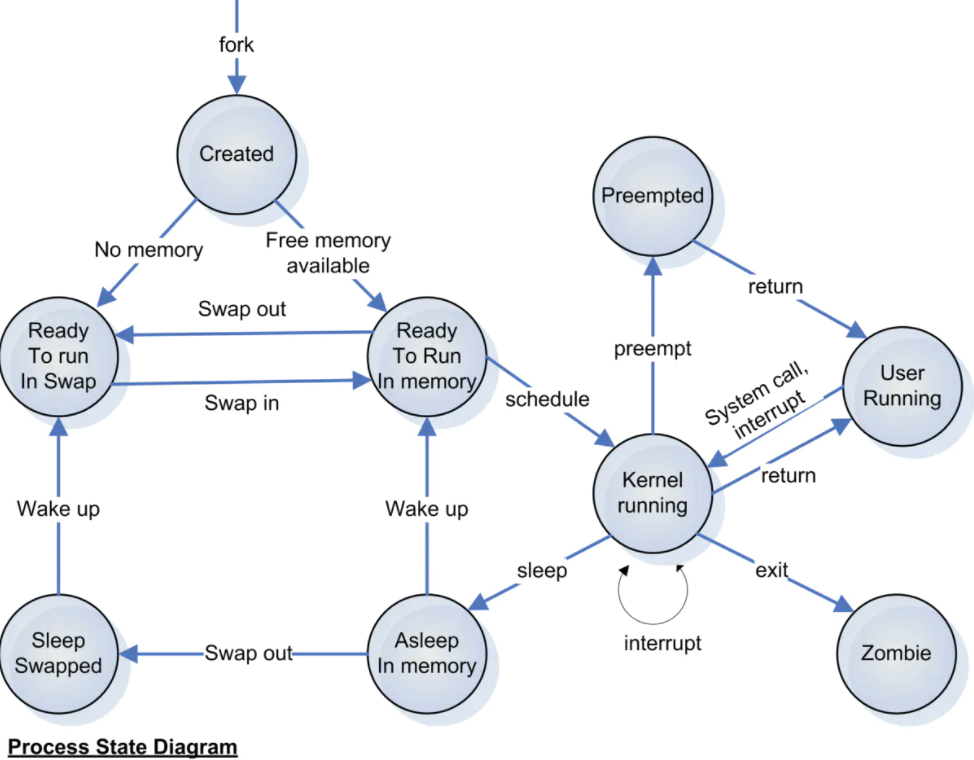 fork
Created
No memory
Free memory
available
Preempted
return
Swap out
Ready
To run
In Swap
Ready
To Run
In memory
Swap in
schedule
preempt
System call,
interrupt
User
Running
return
Kernel
running
Wake up
Wake up
sleep
exit
interrupt
Sleep
Swapped
Swap out
Asleep
In memory
Zombie
Process State Diagram